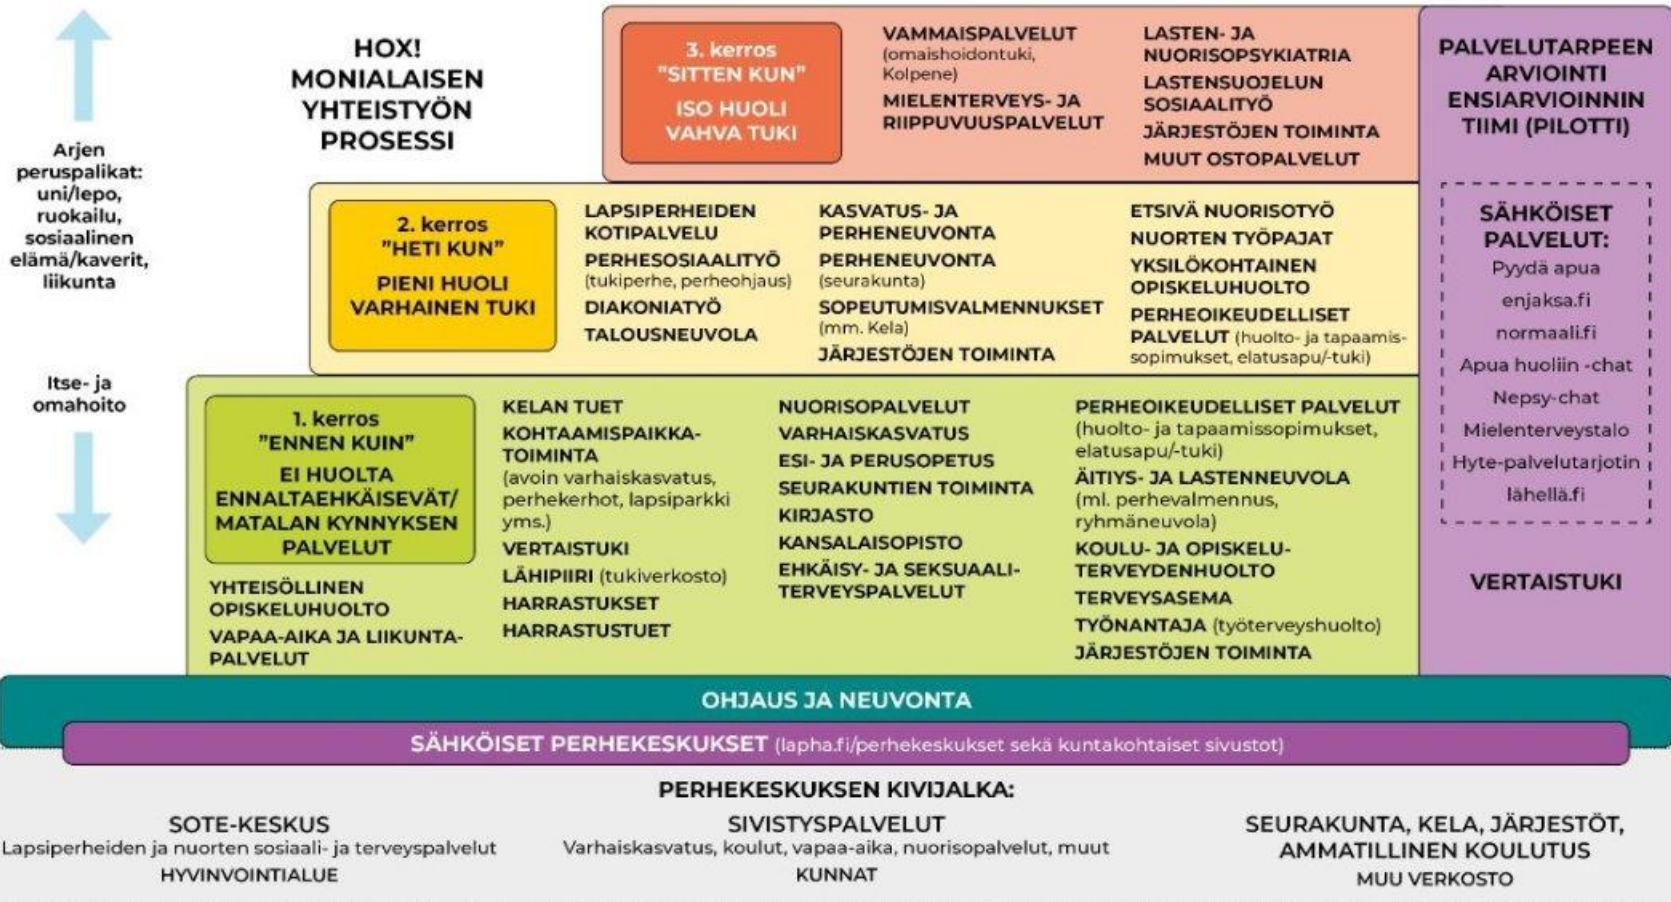 Arjen
peruspalikat:
uni/lepo,
ruokailu,
sosiaalinen
elämä/kaverit,
liikunta
Itse- ja
omahoito
HOX!
MONIALAISEN
YHTEISTYÖN
PROSESSI
3. kerros
"SITTEN KUN"
ISO HUOLI
VAHVA TUKI
VAMMAISPALVELUT
(omaishoidontuki,
Kolpene)
MIELENTERVEYS- JA
RIIPPUVUUSPALVELUT
LASTEN- JA
NUORISOPSYKIATRIA
LASTENSUOJELUN
SOSIAALITYÖ
JÄRJESTÖJEN TOIMINTA
MUUT OSTOPALVELUT
2. kerros
"HETI KUN"
PIENI HUOLI
VARHAINEN TUKI
LAPSIPERHEIDEN
KOTIPALVELU
PERHESOSIAALITYÖ
(tukiperhe, perheohjaus)
DIAKONIATYÖ
TALOUSNEUVOLA
KASVATUS- JA
PERHENEUVONTA
PERHENEUVONTA
(seurakunta)
SOPEUTUMISVALMENNUKSET
(mm. Kela)
JÄRJESTÖJEN TOIMINTA
ETSIVÄ NUORISOTYÖ
NUORTEN TYÖPAJAT
YKSILÖKOHTAINEN
OPISKELUHUOLTO
PERHEOIKEUDELLISET
PALVELUT (huolto- ja tapaamis-
sopimukset, elatusapu/-tuki)
1. kerros
"ENNEN KUIN"
EI HUOLTA
ENNALTAEHKÄISEVÄT/
MATALAN KYNNYKSEN
PALVELUT
YHTEISÖLLINEN
OPISKELUHUOLTO
VAPAA-AIKA JA LIIKUNTA-
PALVELUT
KELAN TUET
KOHTAAMISPAIKKA-
TOIMINTA
(avoin varhaiskasvatus,
perhekerhot, lapsiparkki
yms.)
VERTAISTUKI
LÄHIPIIRI (tukiverkosto)
HARRASTUKSET
HARRASTUSTUET
NUORISOPALVELUT
VARHAISKASVATUS
ESI- JA PERUSOPETUS
SEURAKUNTIEN TOIMINTA
KIRJASTO
KANSALAISOPISTO
EHKÄISY- JA SEKSUAALI-
TERVEYSPALVELUT
PERHEOIKEUDELLISET PALVELUT
(huolto- ja tapaamissopimukset,
elatusapu/-tuki)
ÄITIYS- JA LASTENNEUVOLA
(ml. perhevalmennus,
ryhmäneuvola)
KOULU- JA OPISKELU-
TERVEYDENHUOLTO
TERVEYSASEMA
TYÖNANTAJA (työterveyshuolto)
JÄRJESTÖJEN TOIMINTA
PALVELUTARPEEN
ARVIOINTI
ENSIARVIOINNIN
TIIMI (PILOTTI)
SÄHKÖISET
PALVELUT:
Pyydä apua
enjaksa.fi
normaali.fi
Apua huoliin -chat
Nepsy-chat
Mielenterveystalo
Hyte-palvelutarjotin
lähellä.fi
VERTAISTUKI
OHJAUS JA NEUVONTA
SÄHKÖISET PERHEKESKUKSET (lapha.fi/perhekeskukset sekä kuntakohtaiset sivustot)
PERHEKESKUKSEN KIVIJALKA:
SOTE-KESKUS
Lapsiperheiden ja nuorten sosiaali- ja terveyspalvelut
HYVINVOINTIALUE
SIVISTYSPALVELUT
Varhaiskasvatus, koulut, vapaa-aika, nuorisopalvelut, muut
KUNNAT
SEURAKUNTA, KELA, JÄRJESTÖT,
AMMATILLINEN KOULUTUS
MUU VERKOSTO